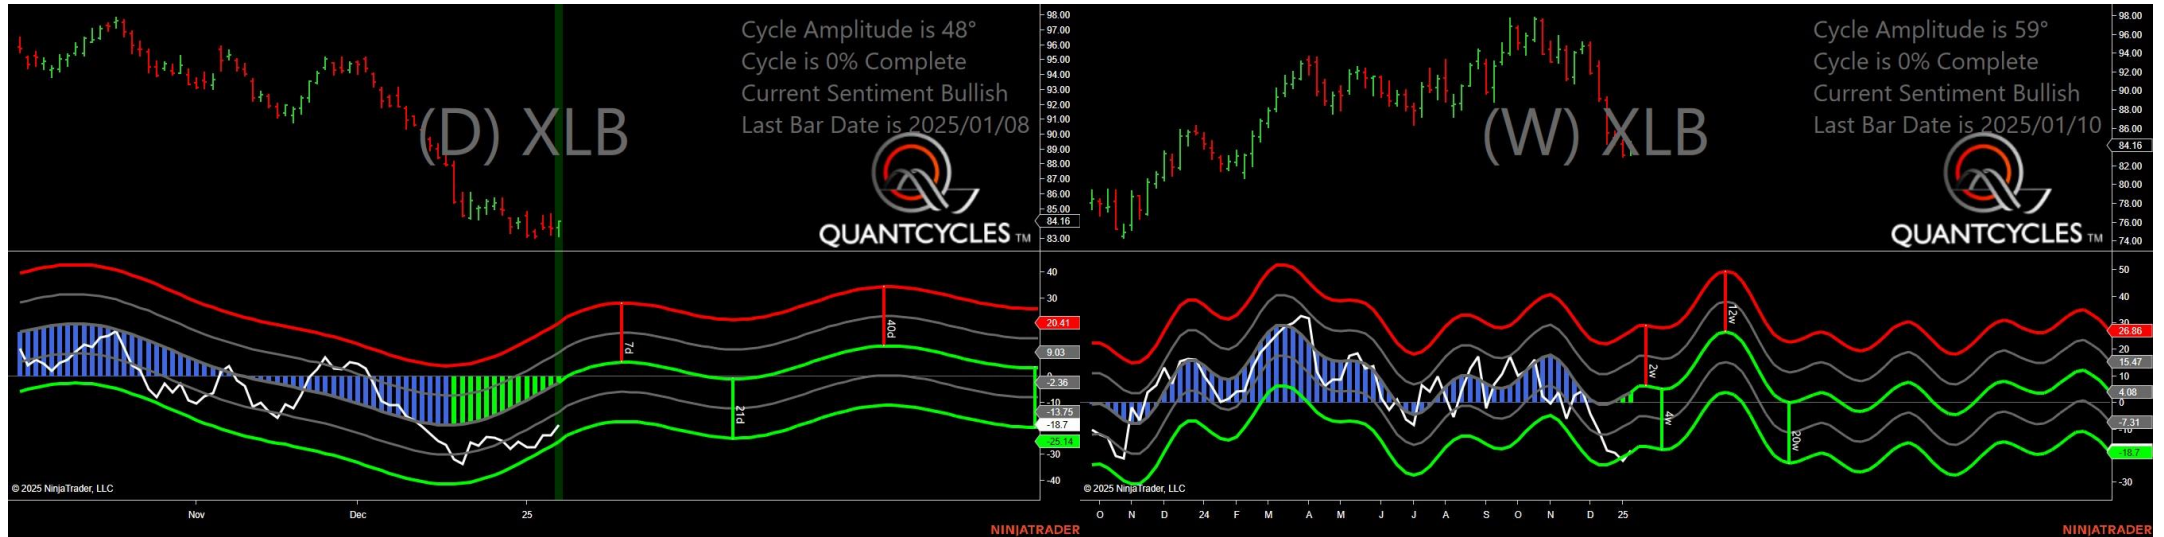 Cycle Amplitude is 48°
Cycle is 0% Complete
Current Sentiment Bullish
Last Bar Date is 2025/01/08
(D) XLB
QUANTCYCLES TM
98.00
97.00
96.00
95.00
94.00
93.00
92.00
91.00
90.00
89.00
88.00
87.00
86.00
85.00
84.16
83.00
40
30
20.41
9.03
0
-2.36
-10
-13.75
-18.7
-25.14
-30
-40
7d
21d
40d
© 2025 NinjaTrader, LLC
Nov
Dec
25
NINJATRADER
Cycle Amplitude is 59°
Cycle is 0% Complete
Current Sentiment Bullish
Last Bar Date is 2025/01/10
(W) XLB
QUANTCYCLES TM
98.00
96.00
94.00
92.00
90.00
88.00
86.00
84.16
82.00
80.00
78.00
76.00
74.00
50
40
30
26.86
15.47
10
4.08
0
-7.31
-18.7
-30
2w
4w
12w
20w
© 2025 NinjaTrader, LLC
O N D 24 F M A M J J A S O N D 25
NINJATRADER